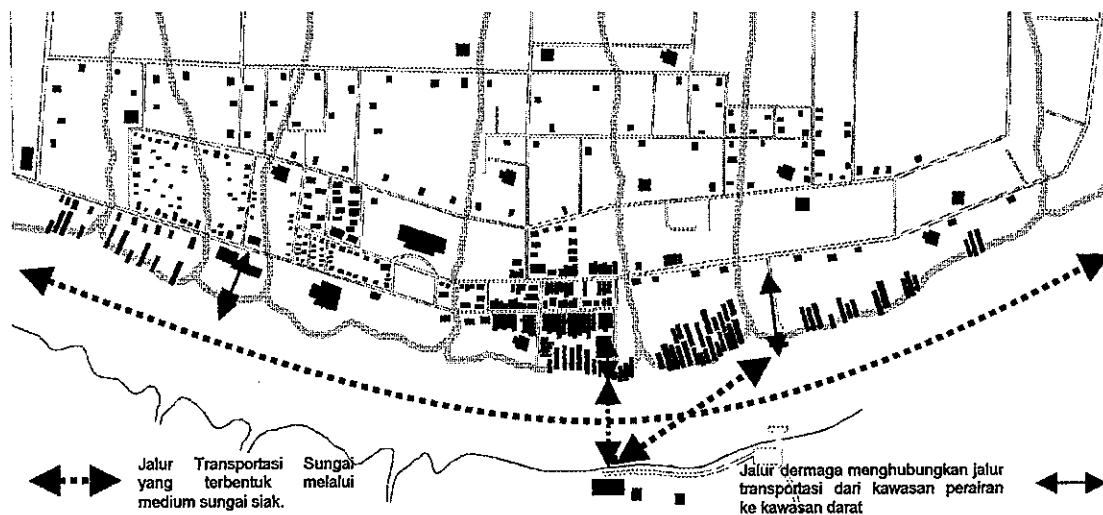 Jalur Transportasi Sungai
yang terbentuk melalui
medium sungai siak.
Jalur dermaga menghubungkan jalur
transportasi dari kawasan perairan
ke kawasan darat